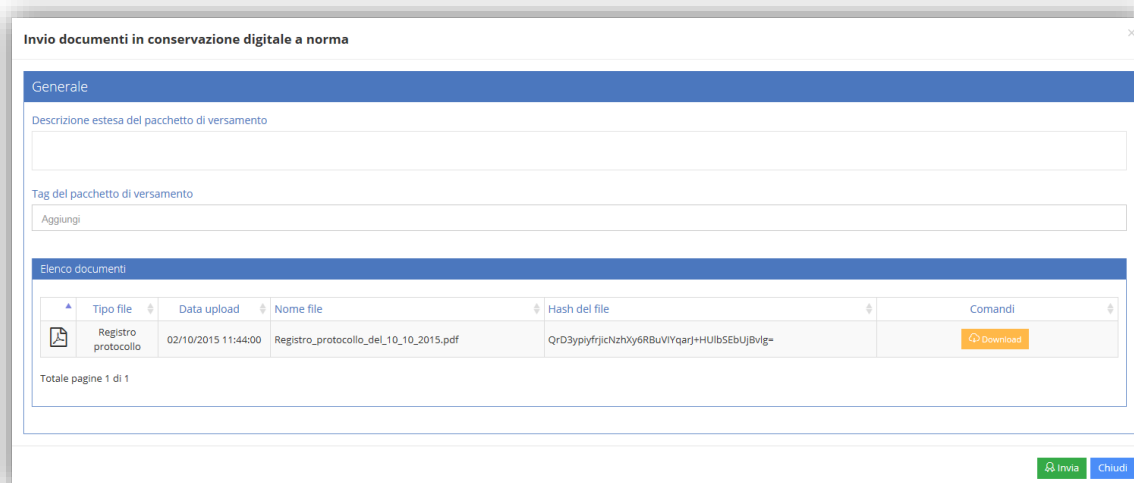 Invio documenti in conservazione digitale a norma
×
Generale
Descrizione estesa del pacchetto di versamento
Tag del pacchetto di versamento
Aggiungi
Elenco documenti
Tipo file Data upload Nome file Hash del file Comandi
Registro protocollo 02/10/2015 11:44:00 Registro_protocollo_del_10_10_2015.pdf QrD3ypiyfrjicNzhXy6RBuVIYqarJ+HUlbSEbUjBvlg= Download
Totale pagine 1 di 1
Invia Chiudi